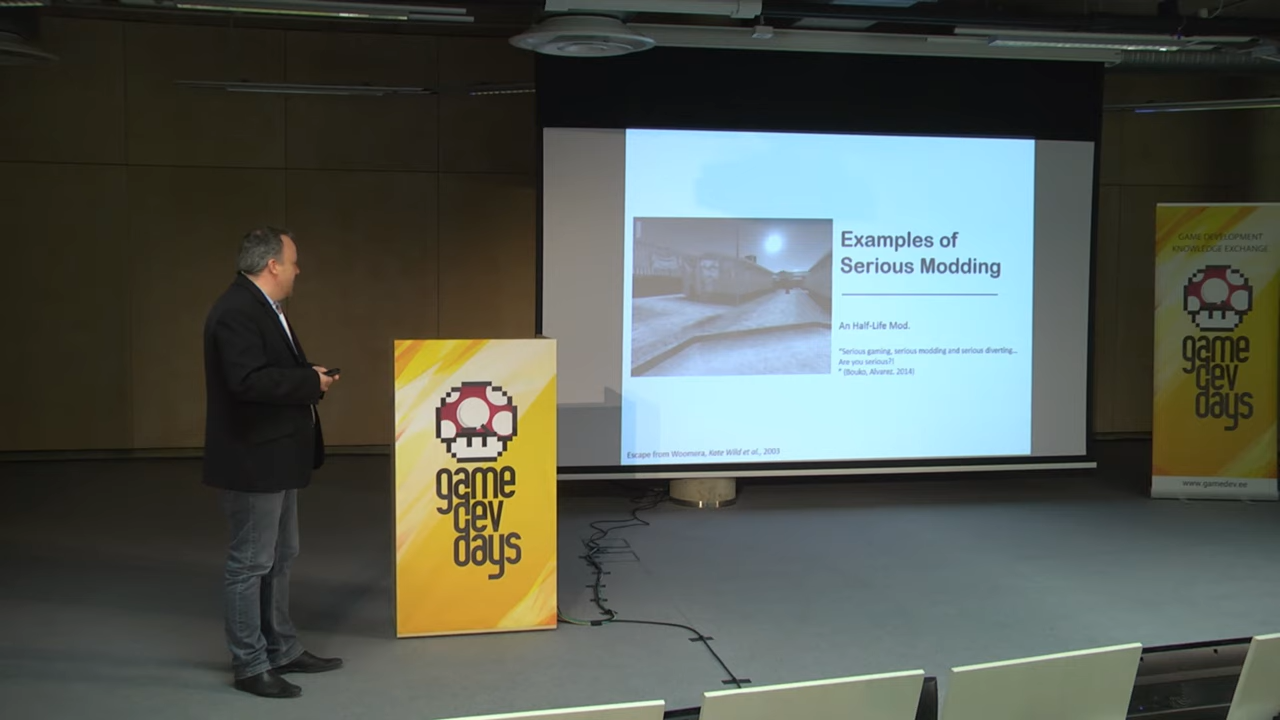 Examples of
Serious Modding
An Half-Life Mod.
"Serious gaming, serious modding and serious diverting...
Are you serious?!
" (Bouko, Alvarez, 2014)
Escape from Woomera, Kate Wild et al., 2003
game
dev
days
GAME DEVELOPMENT
KNOWLEDGE EXCHANGE
game
dev
days
www.gamedev.ee